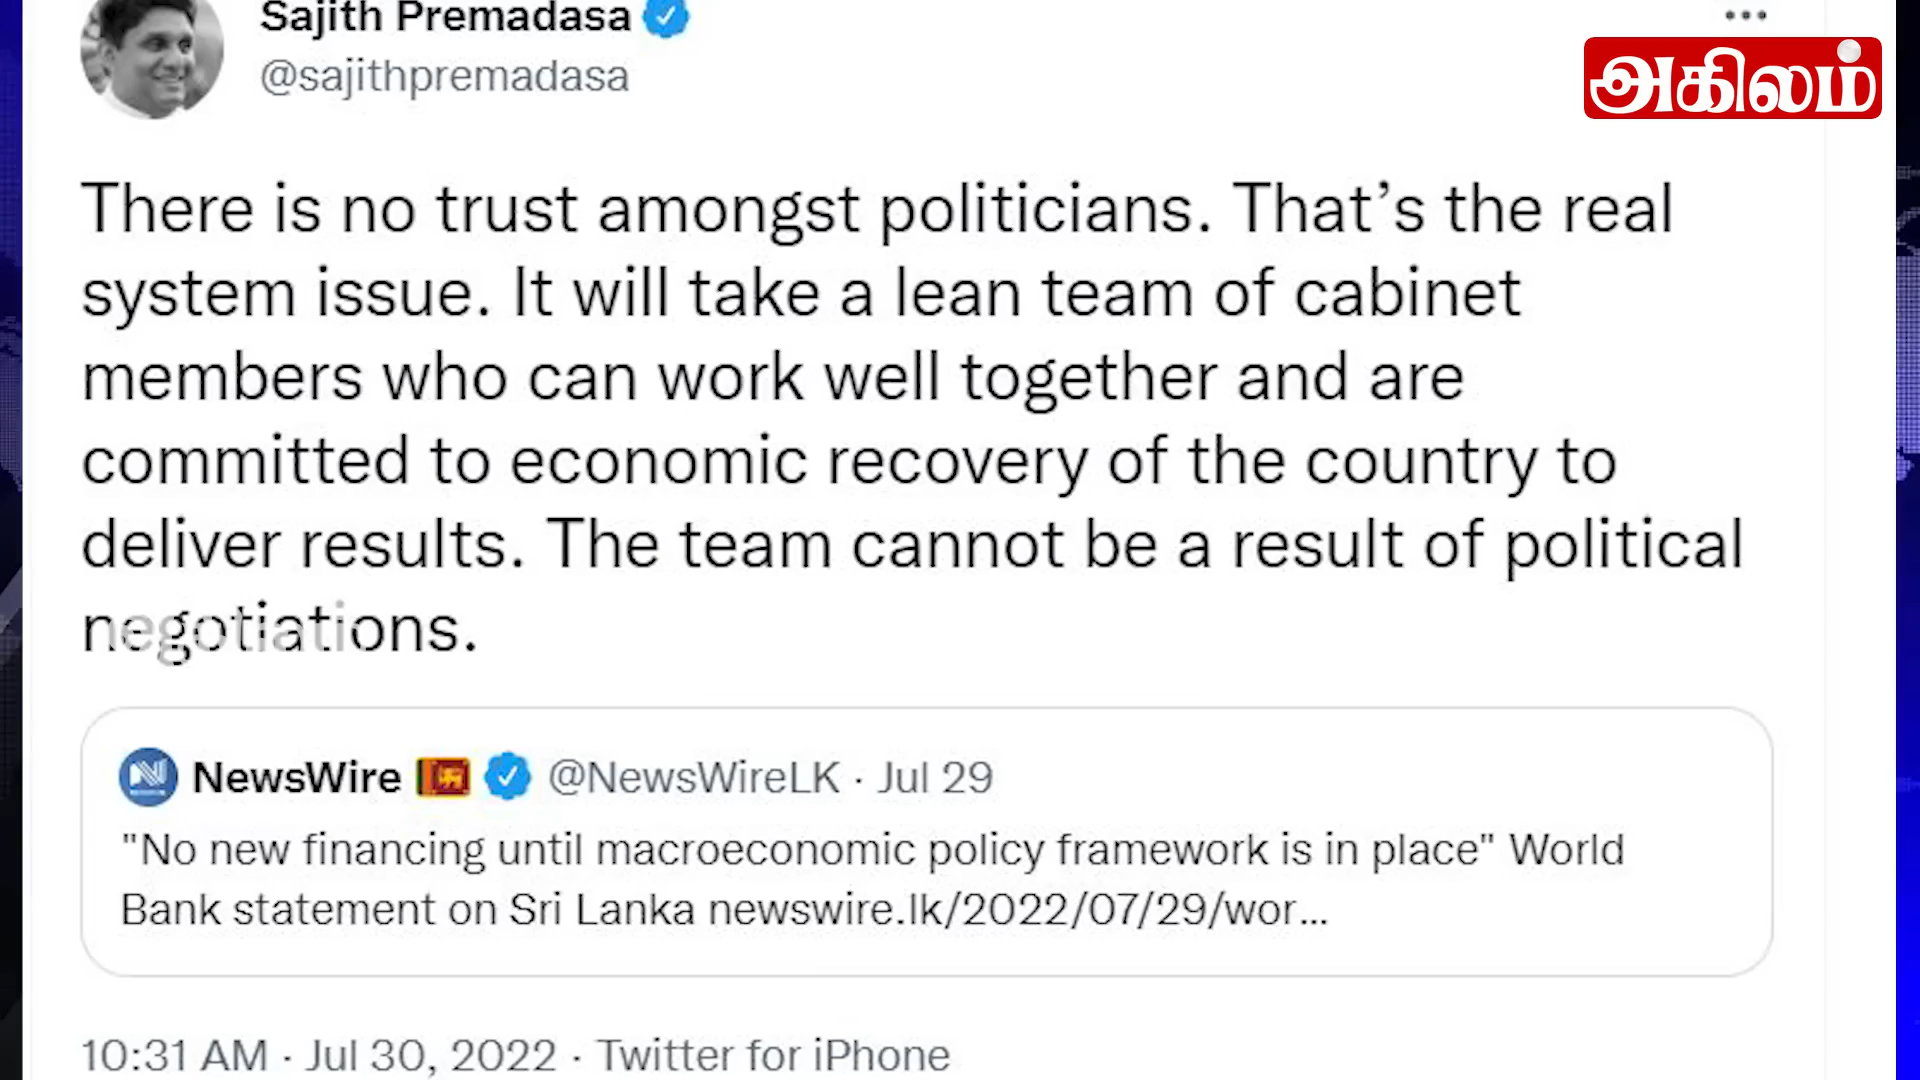 Sajith Premadasa
@sajithpremadasa
அகிலம்
There is no trust amongst politicians. That’s the real
system issue. It will take a lean team of cabinet
members who can work well together and are
committed to economic recovery of the country to
deliver results. The team cannot be a result of political
negotiations.
NewsWire @NewsWireLK · Jul 29
"No new financing until macroeconomic policy framework is in place" World
Bank statement on Sri Lanka newswire.lk/2022/07/29/wor...
10:31 AM · Jul 30, 2022 · Twitter for iPhone